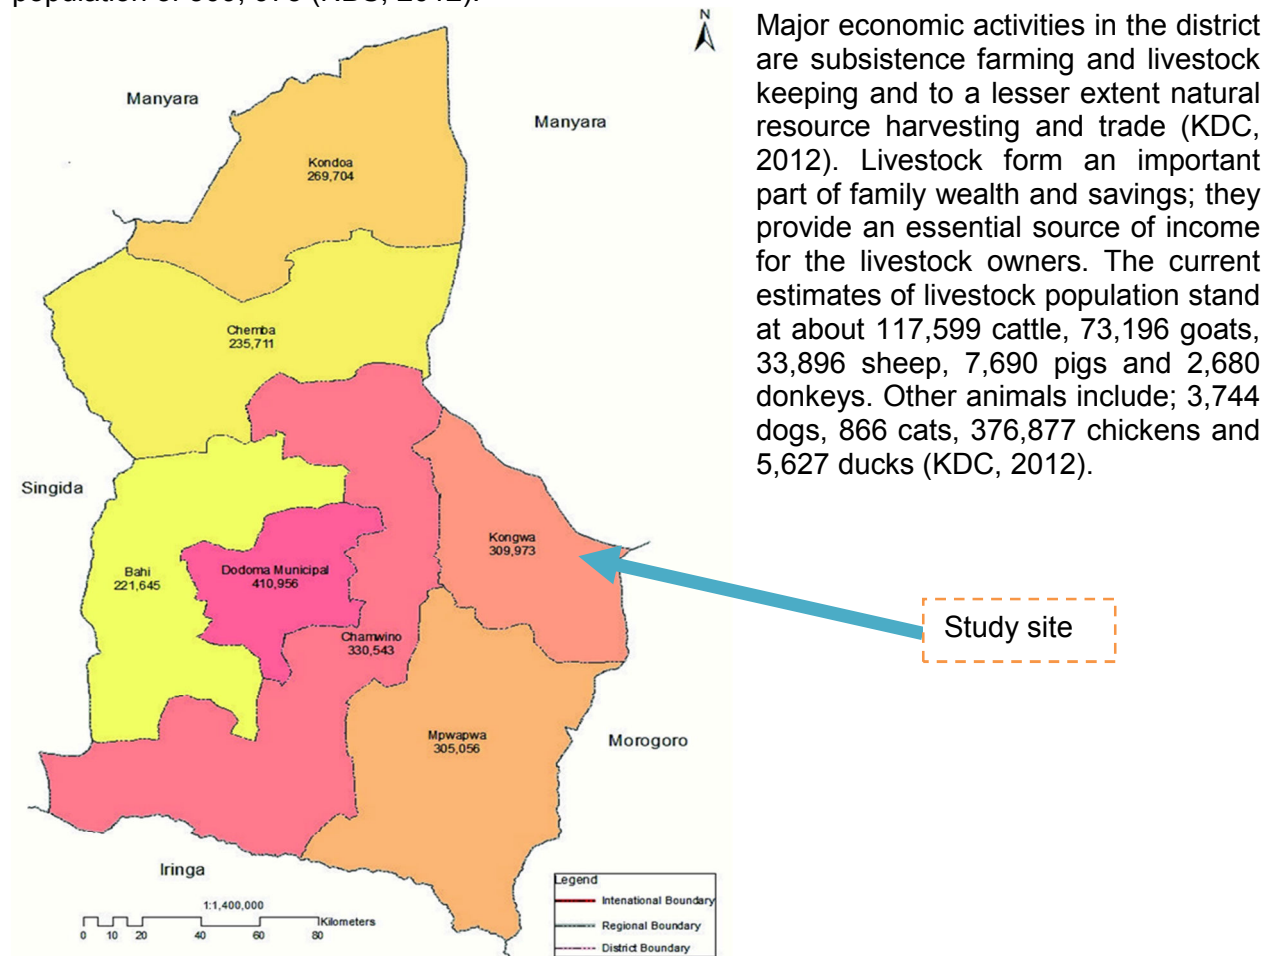 N
Manyara
Manyara
Kondoa
269,704
Chemba
235,711
Singida
Kongwa
309,973
Bahi
221,645
Dodoma Municipal
410,956
Chamwino
330,543
Mpwapwa
305,056
Morogoro
Iringa
1:1,400,000
Kilometers
0 10 20 40 60 80
Legend
Intenational Boundary
Regional Boundary
District Boundary
Major economic activities in the district
are subsistence farming and livestock
keeping and to a lesser extent natural
resource harvesting and trade (KDC,
2012). Livestock form an important
part of family wealth and savings; they
provide an essential source of income
for the livestock owners. The current
estimates of livestock population stand
at about 117,599 cattle, 73,196 goats,
33,896 sheep, 7,690 pigs and 2,680
donkeys. Other animals include; 3,744
dogs, 866 cats, 376,877 chickens and
5,627 ducks (KDC, 2012).
Study site